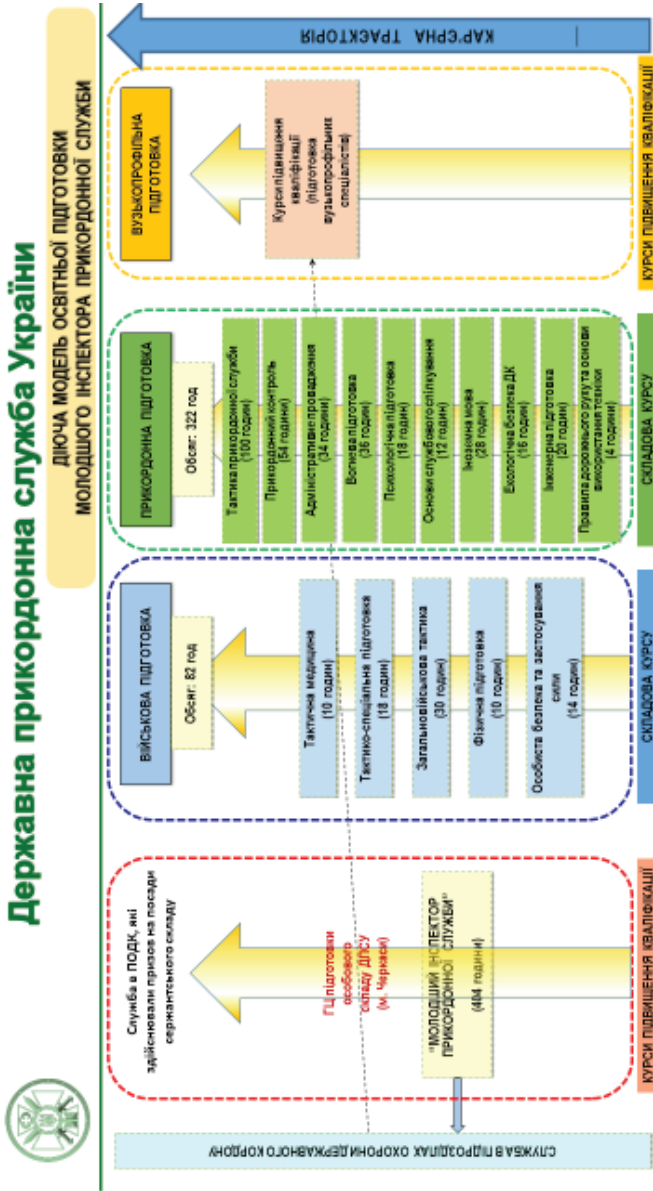 Державна прикордонна служба України
ДІЮЧА МОДЕЛЬ ОСВІТНЬОЇ ПІДГОТОВКИ
МОЛОДШОГО ІНСПЕКТОРА ПРИКОРДОННОЇ СЛУЖБИ
СЛУЖБА В ПІДРОЗДІЛАХ ОХОРОНИ ДЕРЖАВНОГО КОРДОНУ
Служба в ПОДК, які
здійснювали призов на посади
сержантського складу
ГЦ підготовки
особового
складу ДПСУ
(м. Черкаси)
"МОЛОДШИЙ ІНСПЕКТОР
ПРИКОРДОННОЇ СЛУЖБИ"
(404 години)
КУРСИ ПІДВИЩЕННЯ КВАЛІФІКАЦІЇ
ВІЙСЬКОВА ПІДГОТОВКА
Обсяг: 82 год
Тактична медицина
(10 годин)
Тактико-спеціальна підготовка
(18 годин)
Загальновійськова тактика
(30 годин)
Фізична підготовка
(10 годин)
Особиста безпека та застосування
сили
(14 годин)
СКЛАДОВА КУРСУ
ПРИКОРДОННА ПІДГОТОВКА
Обсяг: 322 год
Тактика прикордонної служби
(100 годин)
Прикордонний контроль
(54 години)
Адміністративне провадження
(34 години)
Вогнева підготовка
(36 годин)
Психологічна підготовка
(18 годин)
Основи службового спілкування
(12 годин)
Іноземна мова
(28 годин)
Екологічна безпека ДК
(16 годин)
Інженерна підготовка
(20 годин)
Правила дорожнього руху та основи
використання техніки
(4 години)
СКЛАДОВА КУРСУ
ВУЗЬКОПРОФІЛЬНА
ПІДГОТОВКА
Курси підвищення
кваліфікації
(підготовка
вузькопрофільних
спеціалістів)
КУРСИ ПІДВИЩЕННЯ КВАЛІФІКАЦІЇ
КАР'ЄРНА ТРАЄКТОРІЯ